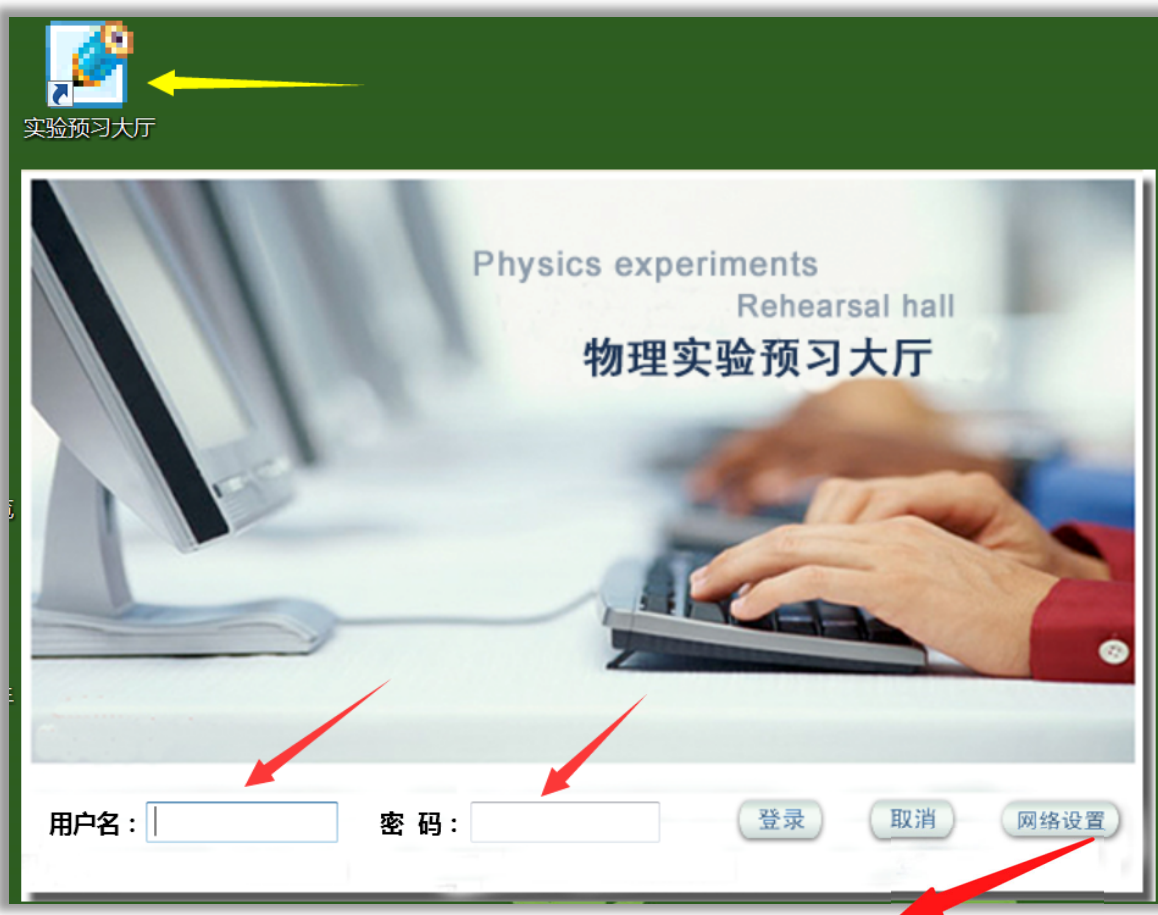 实验预习大厅
Physics experiments
Rehearsal hall
物理实验预习大厅
用户名： 密 码： 登录 取消 网络设置